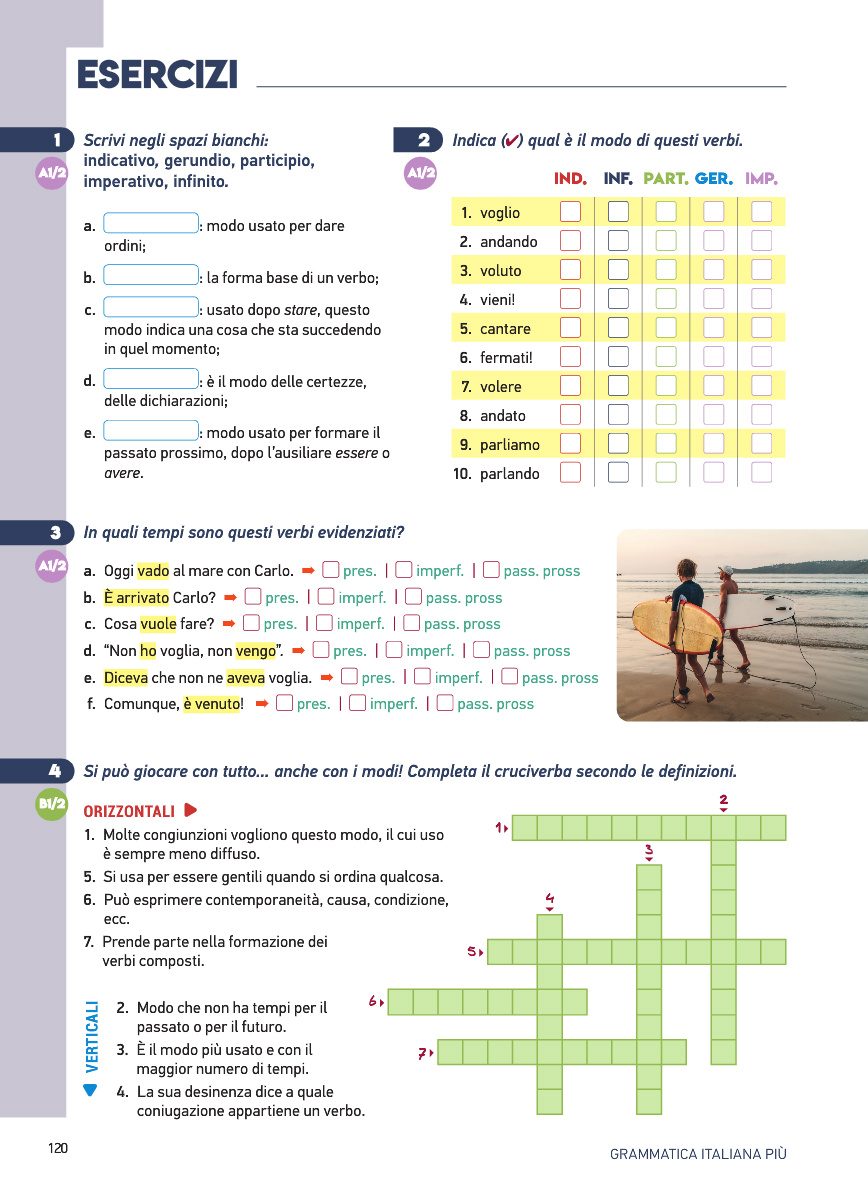 ESERCIZI
1
A1/2
Scrivi negli spazi bianchi:
indicativo, gerundio, participio,
imperativo, infinito.
a. : modo usato per dare
ordini;
b. : la forma base di un verbo;
c. : usato dopo stare, questo
modo indica una cosa che sta succedendo
in quel momento;
d. : è il modo delle certezze,
delle dichiarazioni;
e. : modo usato per formare il
passato prossimo, dopo l’ausiliare essere o
avere.
2
A1/2
Indica (✔) qual è il modo di questi verbi.
IND. INF. PART. GER. IMP.
1. voglio
2. andando
3. voluto
4. vieni!
5. cantare
6. fermati!
7. volere
8. andato
9. parliamo
10. parlando
3
A1/2
In quali tempi sono questi verbi evidenziati?
a. Oggi vado al mare con Carlo. ➡ pres. | imperf. | pass. pross
b. È arrivato Carlo? ➡ pres. | imperf. | pass. pross
c. Cosa vuole fare? ➡ pres. | imperf. | pass. pross
d. “Non ho voglia, non vengo”. ➡ pres. | imperf. | pass. pross
e. Diceva che non ne aveva voglia. ➡ pres. | imperf. | pass. pross
f. Comunque, è venuto! ➡ pres. | imperf. | pass. pross
4
B1/2
Si può giocare con tutto... anche con i modi! Completa il cruciverba secondo le definizioni.
ORIZZONTALI
1. Molte congiunzioni vogliono questo modo, il cui uso
è sempre meno diffuso.
5. Si usa per essere gentili quando si ordina qualcosa.
6. Può esprimere contemporaneità, causa, condizione,
ecc.
7. Prende parte nella formazione dei
verbi composti.
VERTICALI
2. Modo che non ha tempi per il
passato o per il futuro.
3. È il modo più usato e con il
maggior numero di tempi.
4. La sua desinenza dice a quale
coniugazione appartiene un verbo.
2
1
3
4
5
6
7
120
GRAMMATICA ITALIANA PIÙ